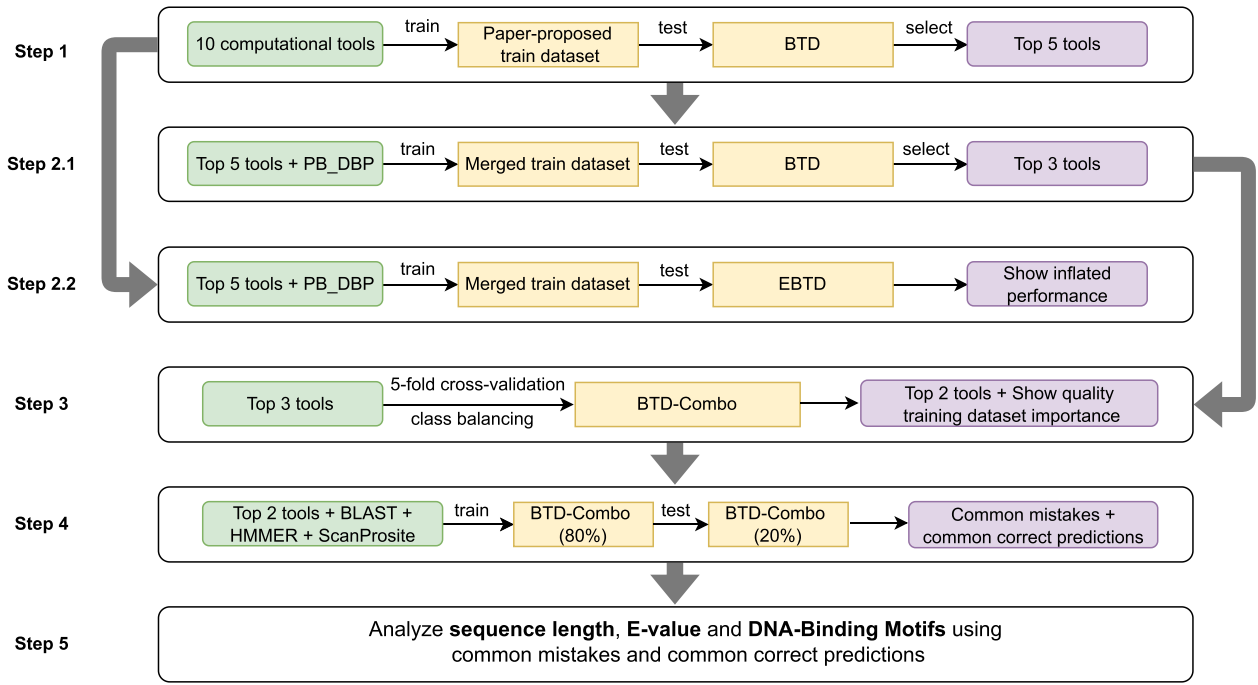 Step 1
10 computational tools
train
Paper-proposed
train dataset
test
BTD
select
Top 5 tools
Step 2.1
Top 5 tools + PB_DBP
train
Merged train dataset
test
BTD
select
Top 3 tools
Step 2.2
Top 5 tools + PB_DBP
train
Merged train dataset
test
EBTD
Show inflated
performance
Step 3
Top 3 tools
5-fold cross-validation
class balancing
BTD-Combo
Top 2 tools + Show quality
training dataset importance
Step 4
Top 2 tools + BLAST +
HMMER + ScanProsite
train
BTD-Combo
(80%)
test
BTD-Combo
(20%)
Common mistakes +
common correct predictions
Step 5
Analyze sequence length, E-value and DNA-Binding Motifs using
common mistakes and common correct predictions